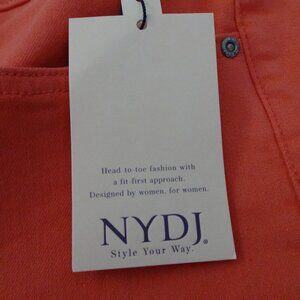 Head-to-toe fashion with
a fit-first approach.
Designed by women, for women.
NYDJ®
Style Your Way.